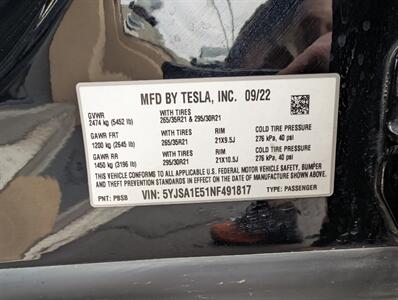 MFD BY TESLA, INC. 09/22
GVWR
2474 kg (5452 lb)
WITH TIRES
265/35R21 & 295/30R21
GAWR FRT
1200 kg (2645 lb)
WITH TIRES
265/35R21
RIM
21X9.5J
COLD TIRE PRESSURE
276 kPa, 40 psi
GAWR RR
1450 kg (3196 lb)
WITH TIRES
295/30R21
RIM
21X10.5J
COLD TIRE PRESSURE
276 kPa, 40 psi
THIS VEHICLE CONFORMS TO ALL APPLICABLE U.S. FEDERAL MOTOR VEHICLE SAFETY, BUMPER
AND THEFT PREVENTION STANDARDS IN EFFECT ON THE DATE OF MANUFACTURE SHOWN ABOVE.
PNT: PBSB
VIN: 5YJSA1E51NF491817
TYPE: PASSENGER